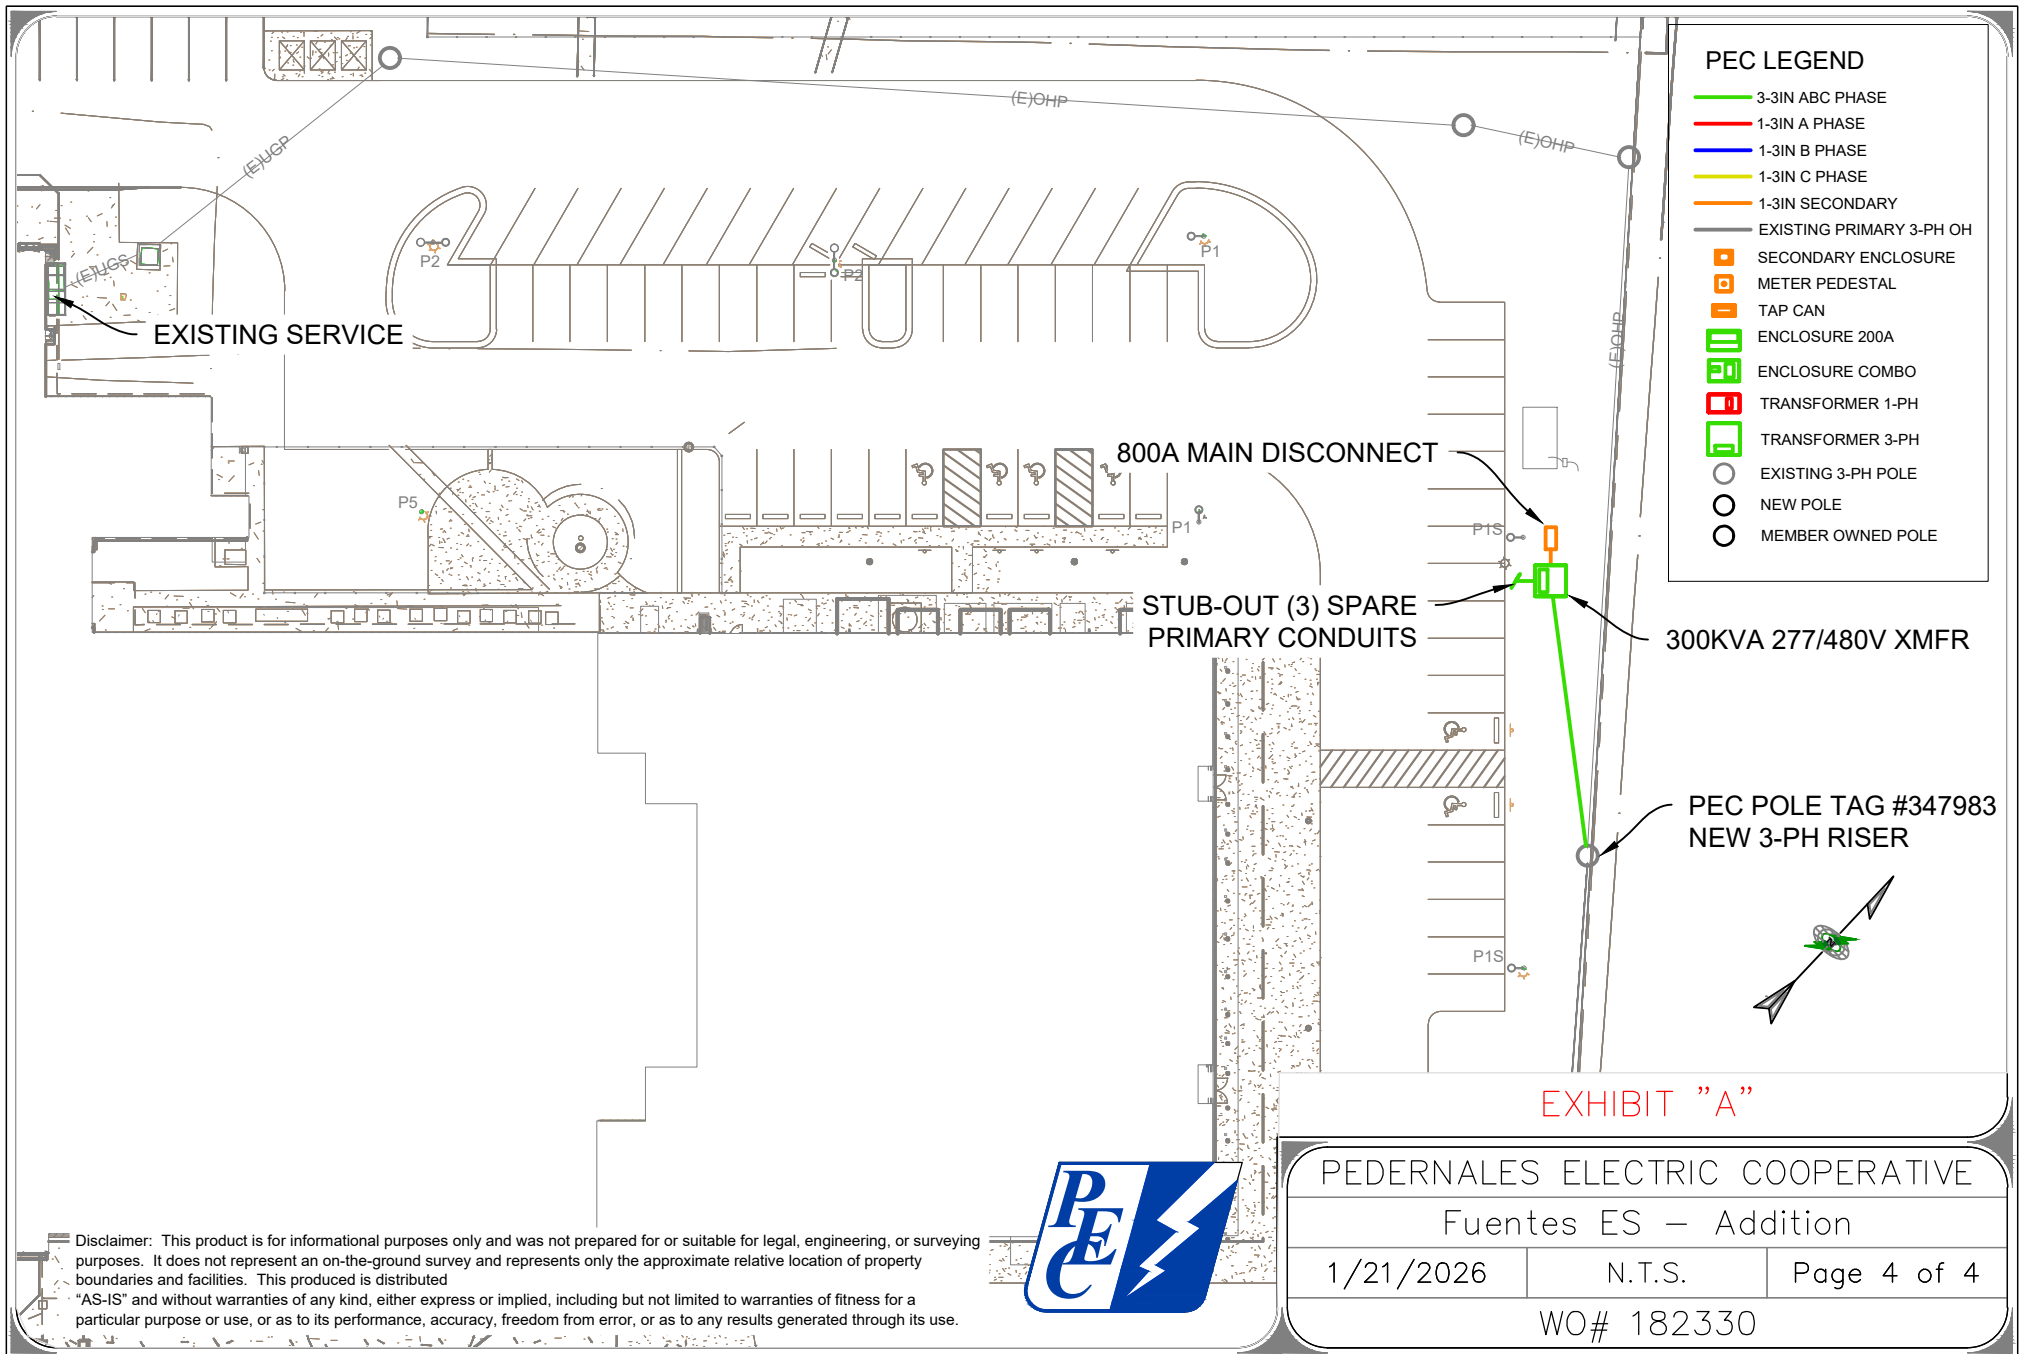 (E)OHP
(E)OHP
(E)UGP
(E)UGS
(E)OHP
EXISTING SERVICE
P2
P2
P1
PEC LEGEND
3-3IN ABC PHASE
1-3IN A PHASE
1-3IN B PHASE
1-3IN C PHASE
1-3IN SECONDARY
EXISTING PRIMARY 3-PH OH
SECONDARY ENCLOSURE
METER PEDESTAL
TAP CAN
ENCLOSURE 200A
ENCLOSURE COMBO
TRANSFORMER 1-PH
TRANSFORMER 3-PH
EXISTING 3-PH POLE
NEW POLE
MEMBER OWNED POLE
800A MAIN DISCONNECT
P5
P1
P1S
STUB-OUT (3) SPARE
PRIMARY CONDUITS
300KVA 277/480V XMFR
PEC POLE TAG #347983
NEW 3-PH RISER
P1S
EXHIBIT "A"
PEC
PEDERNALES ELECTRIC COOPERATIVE
Fuentes ES – Addition
1/21/2026 N.T.S. Page 4 of 4
WO# 182330
Disclaimer: This product is for informational purposes only and was not prepared for or suitable for legal, engineering, or surveying
purposes. It does not represent an on-the-ground survey and represents only the approximate relative location of property
boundaries and facilities. This produced is distributed
“AS-IS” and without warranties of any kind, either express or implied, including but not limited to warranties of fitness for a
particular purpose or use, or as to its performance, accuracy, freedom from error, or as to any results generated through its use.